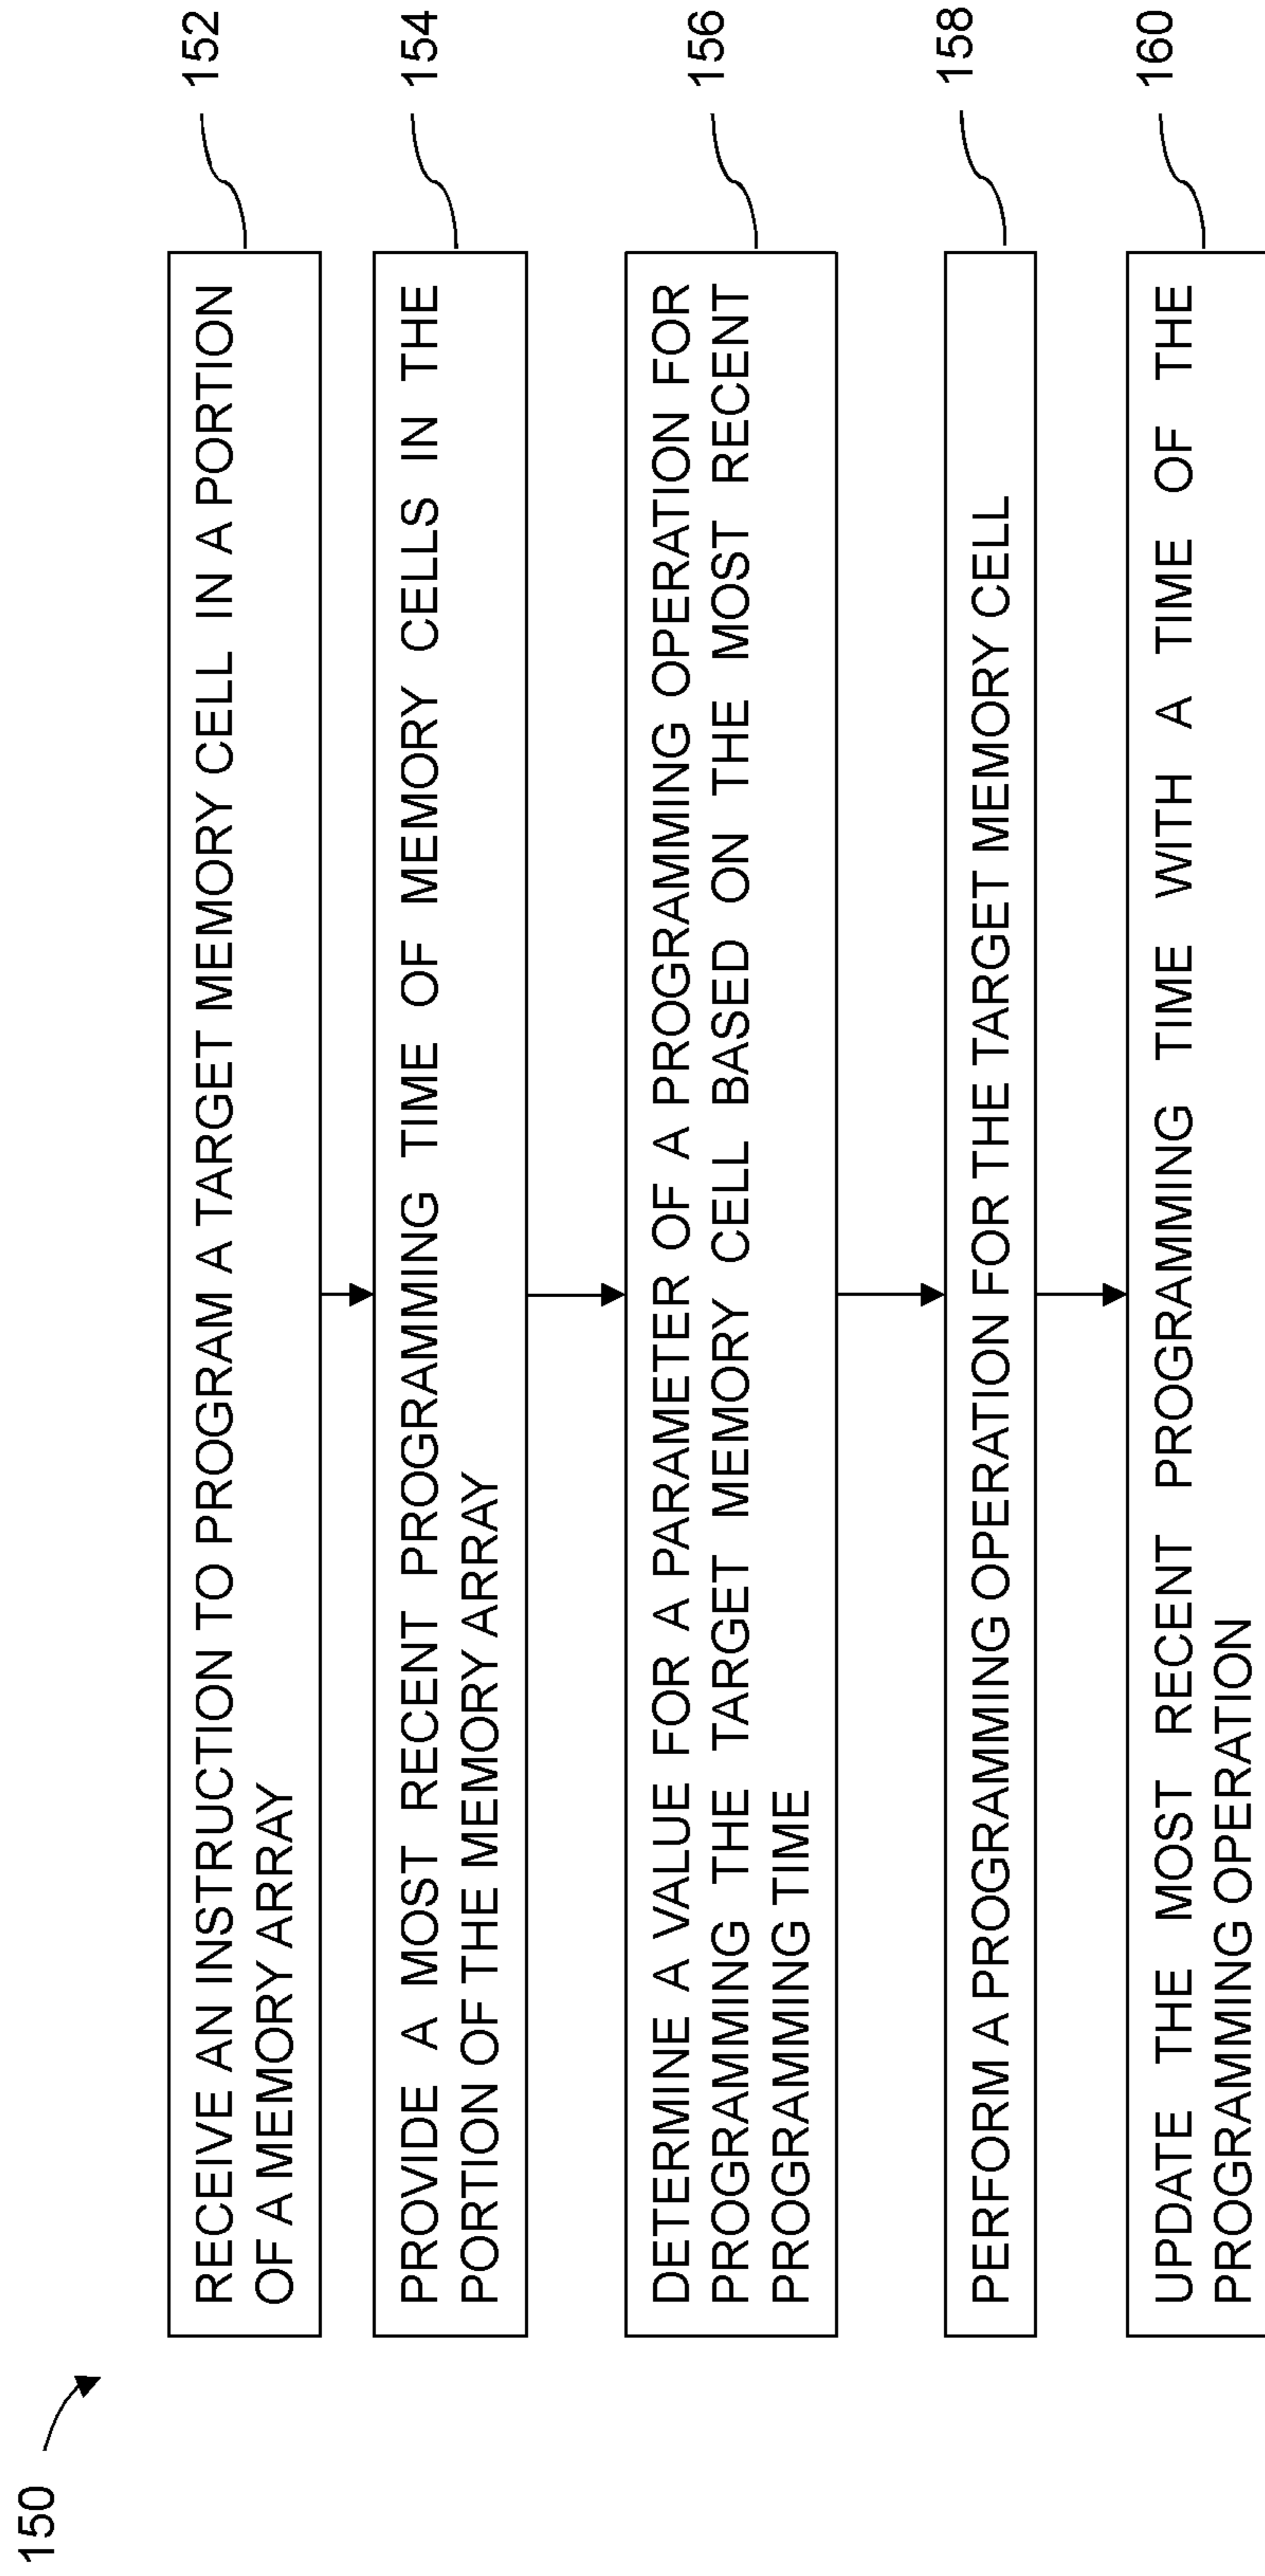 150
RECEIVE AN INSTRUCTION TO PROGRAM A TARGET MEMORY CELL IN A PORTION
OF A MEMORY ARRAY
152
PROVIDE A MOST RECENT PROGRAMMING TIME OF MEMORY CELLS IN THE
PORTION OF THE MEMORY ARRAY
154
DETERMINE A VALUE FOR A PARAMETER OF A PROGRAMMING OPERATION FOR
PROGRAMMING THE TARGET MEMORY CELL BASED ON THE MOST RECENT
PROGRAMMING TIME
156
PERFORM A PROGRAMMING OPERATION FOR THE TARGET MEMORY CELL
158
UPDATE THE MOST RECENT PROGRAMMING TIME WITH A TIME OF THE
PROGRAMMING OPERATION
160